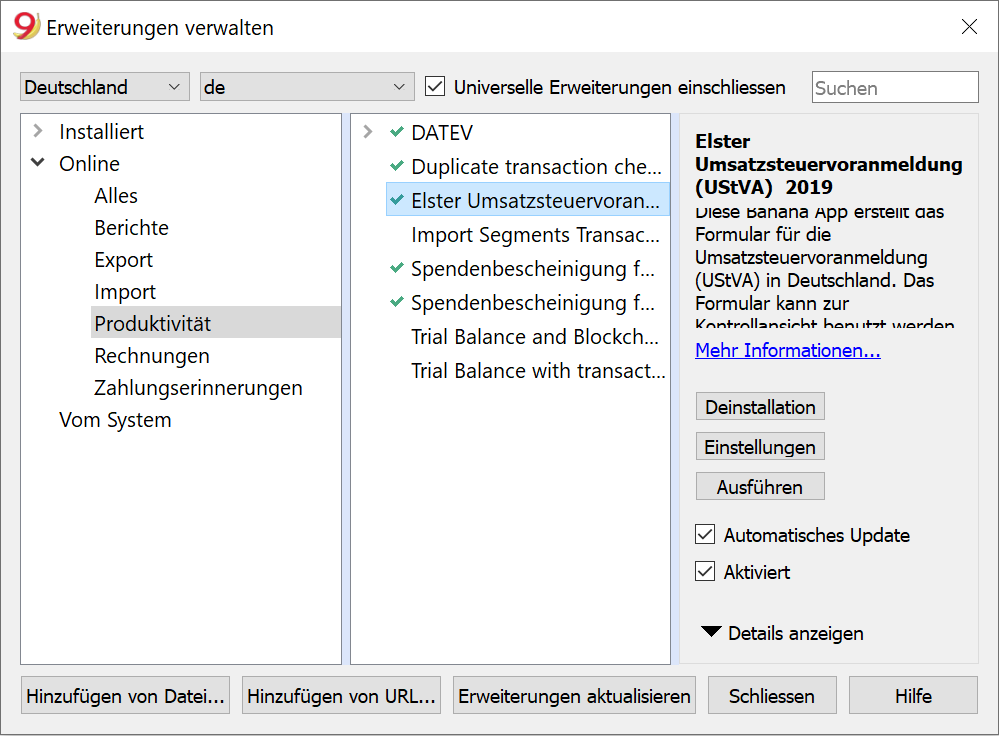 9 Erweiterungen verwalten
Deutschland
de
Universelle Erweiterungen einschliessen
Suchen
Installiert
Online
Alles
Berichte
Export
Import
Produktivität
Rechnungen
Zahlungserinnerungen
Vom System
DATEV
Duplicate transaction che...
Elster Umsatzsteuervoran...
Import Segments Transac...
Spendenbescheinigung f...
Spendenbescheinigung f...
Trial Balance and Blockch...
Trial Balance with transact...
Elster
Umsatzsteuervoranmeldung
(UStVA) 2019
Diese Banana App erstellt das
Formular für die
Umsatzsteuervoranmeldung
(UStVA) in Deutschland. Das
Formular kann zur
Kontrollansicht benutzt werden
Mehr Informationen...
Deinstallation
Einstellungen
Ausführen
Automatisches Update
Aktiviert
Details anzeigen
Hinzufügen von Datei...
Hinzufügen von URL...
Erweiterungen aktualisieren
Schliessen
Hilfe